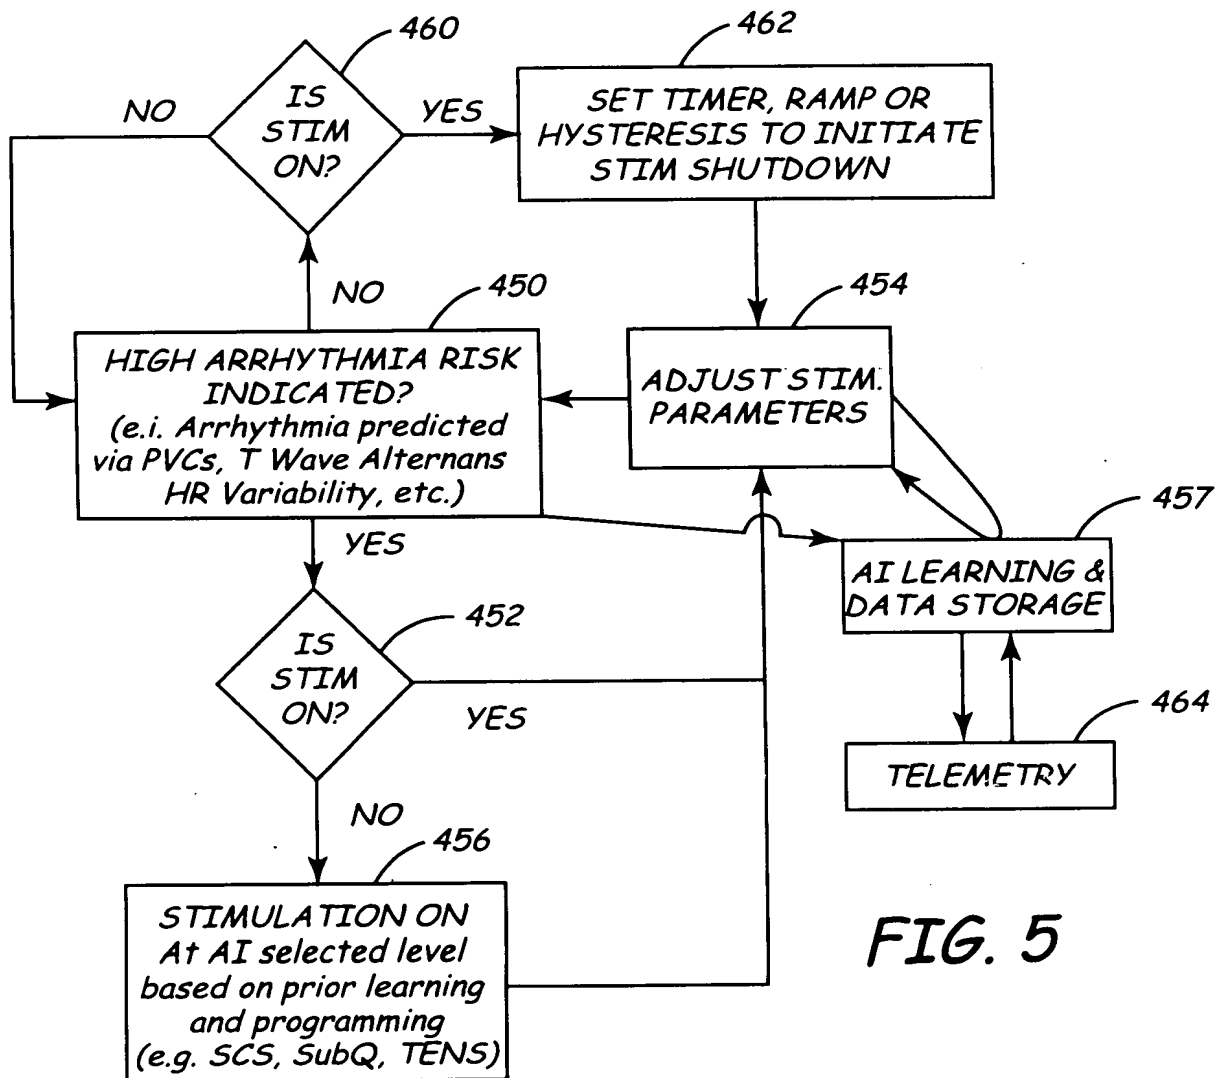 460
IS
STIM
ON?
NO
YES
462
SET TIMER, RAMP OR
HYSTERESIS TO INITIATE
STIM SHUTDOWN
NO
450
HIGH ARRHYTHMIA RISK
INDICATED?
(e.i. Arrhythmia predicted
via PVCs, T Wave Alternans
HR Variability, etc.)
454
ADJUST STIM.
PARAMETERS
457
AI LEARNING &
DATA STORAGE
YES
452
IS
STIM
ON?
YES
464
TELEMETRY
NO
456
STIMULATION ON
At AI selected level
based on prior learning
and programming
(e.g. SCS, SubQ, TENS)
FIG. 5